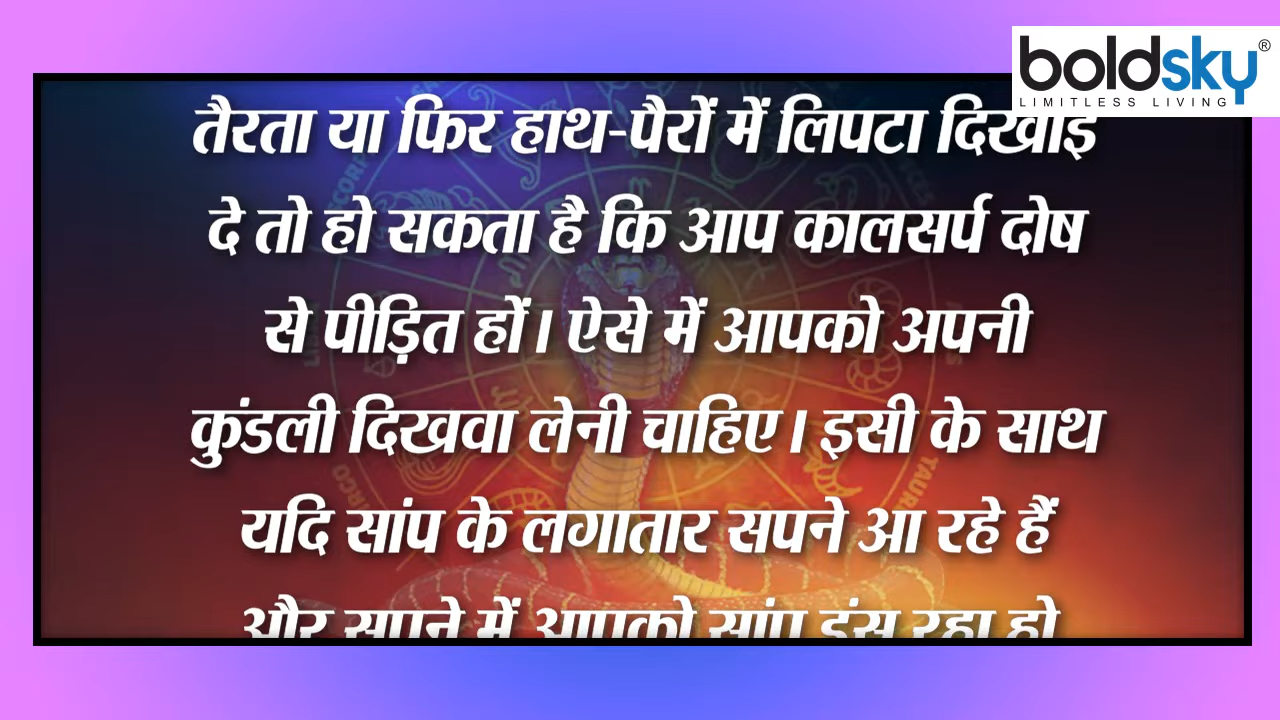 boldsky®
LIMITLESS LIVING
तैरता या फिर हाथ-पैरों में लिपटा दिखाई
दे तो हो सकता है कि आप कालसर्प दोष
से पीड़ित हों। ऐसे में आपको अपनी
कुंडली दिखवा लेनी चाहिए। इसी के साथ
यदि सांप के लगातार सपने आ रहे हैं
और सपने में आपको सांप डंस रहा हो